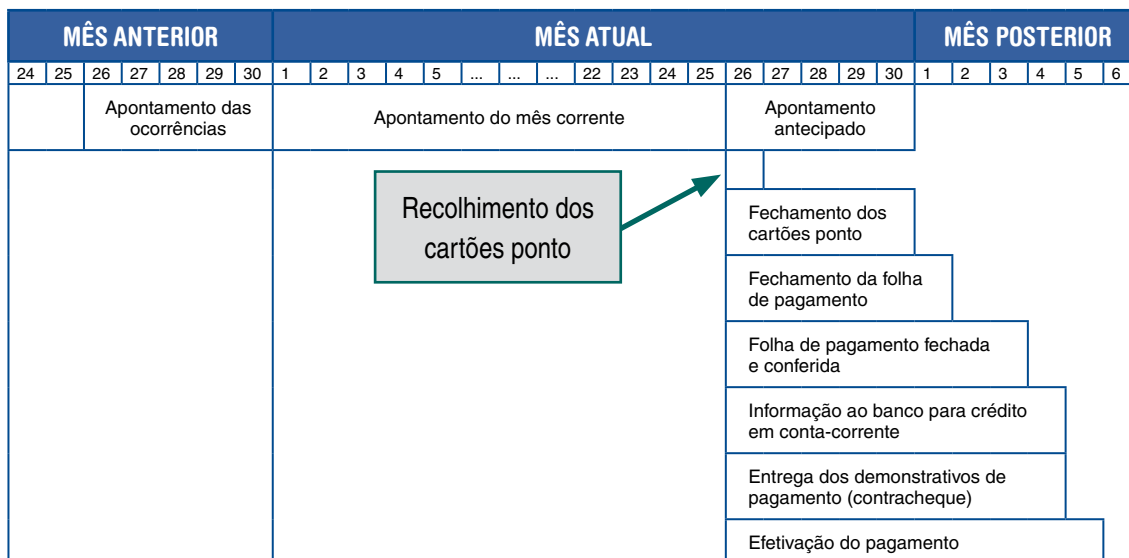 MÊS ANTERIOR MÊS ATUAL MÊS POSTERIOR
24 25 26 27 28 29 30 1 2 3 4 5 ... ... ... 22 23 24 25 26 27 28 29 30 1 2 3 4 5 6
Apontamento das
ocorrências
Apontamento do mês corrente
Apontamento
antecipado
Recolhimento dos
cartões ponto
Fechamento dos
cartões ponto
Fechamento da folha
de pagamento
Folha de pagamento fechada
e conferida
Informação ao banco para crédito
em conta-corrente
Entrega dos demonstrativos de
pagamento (contracheque)
Efetivação do pagamento